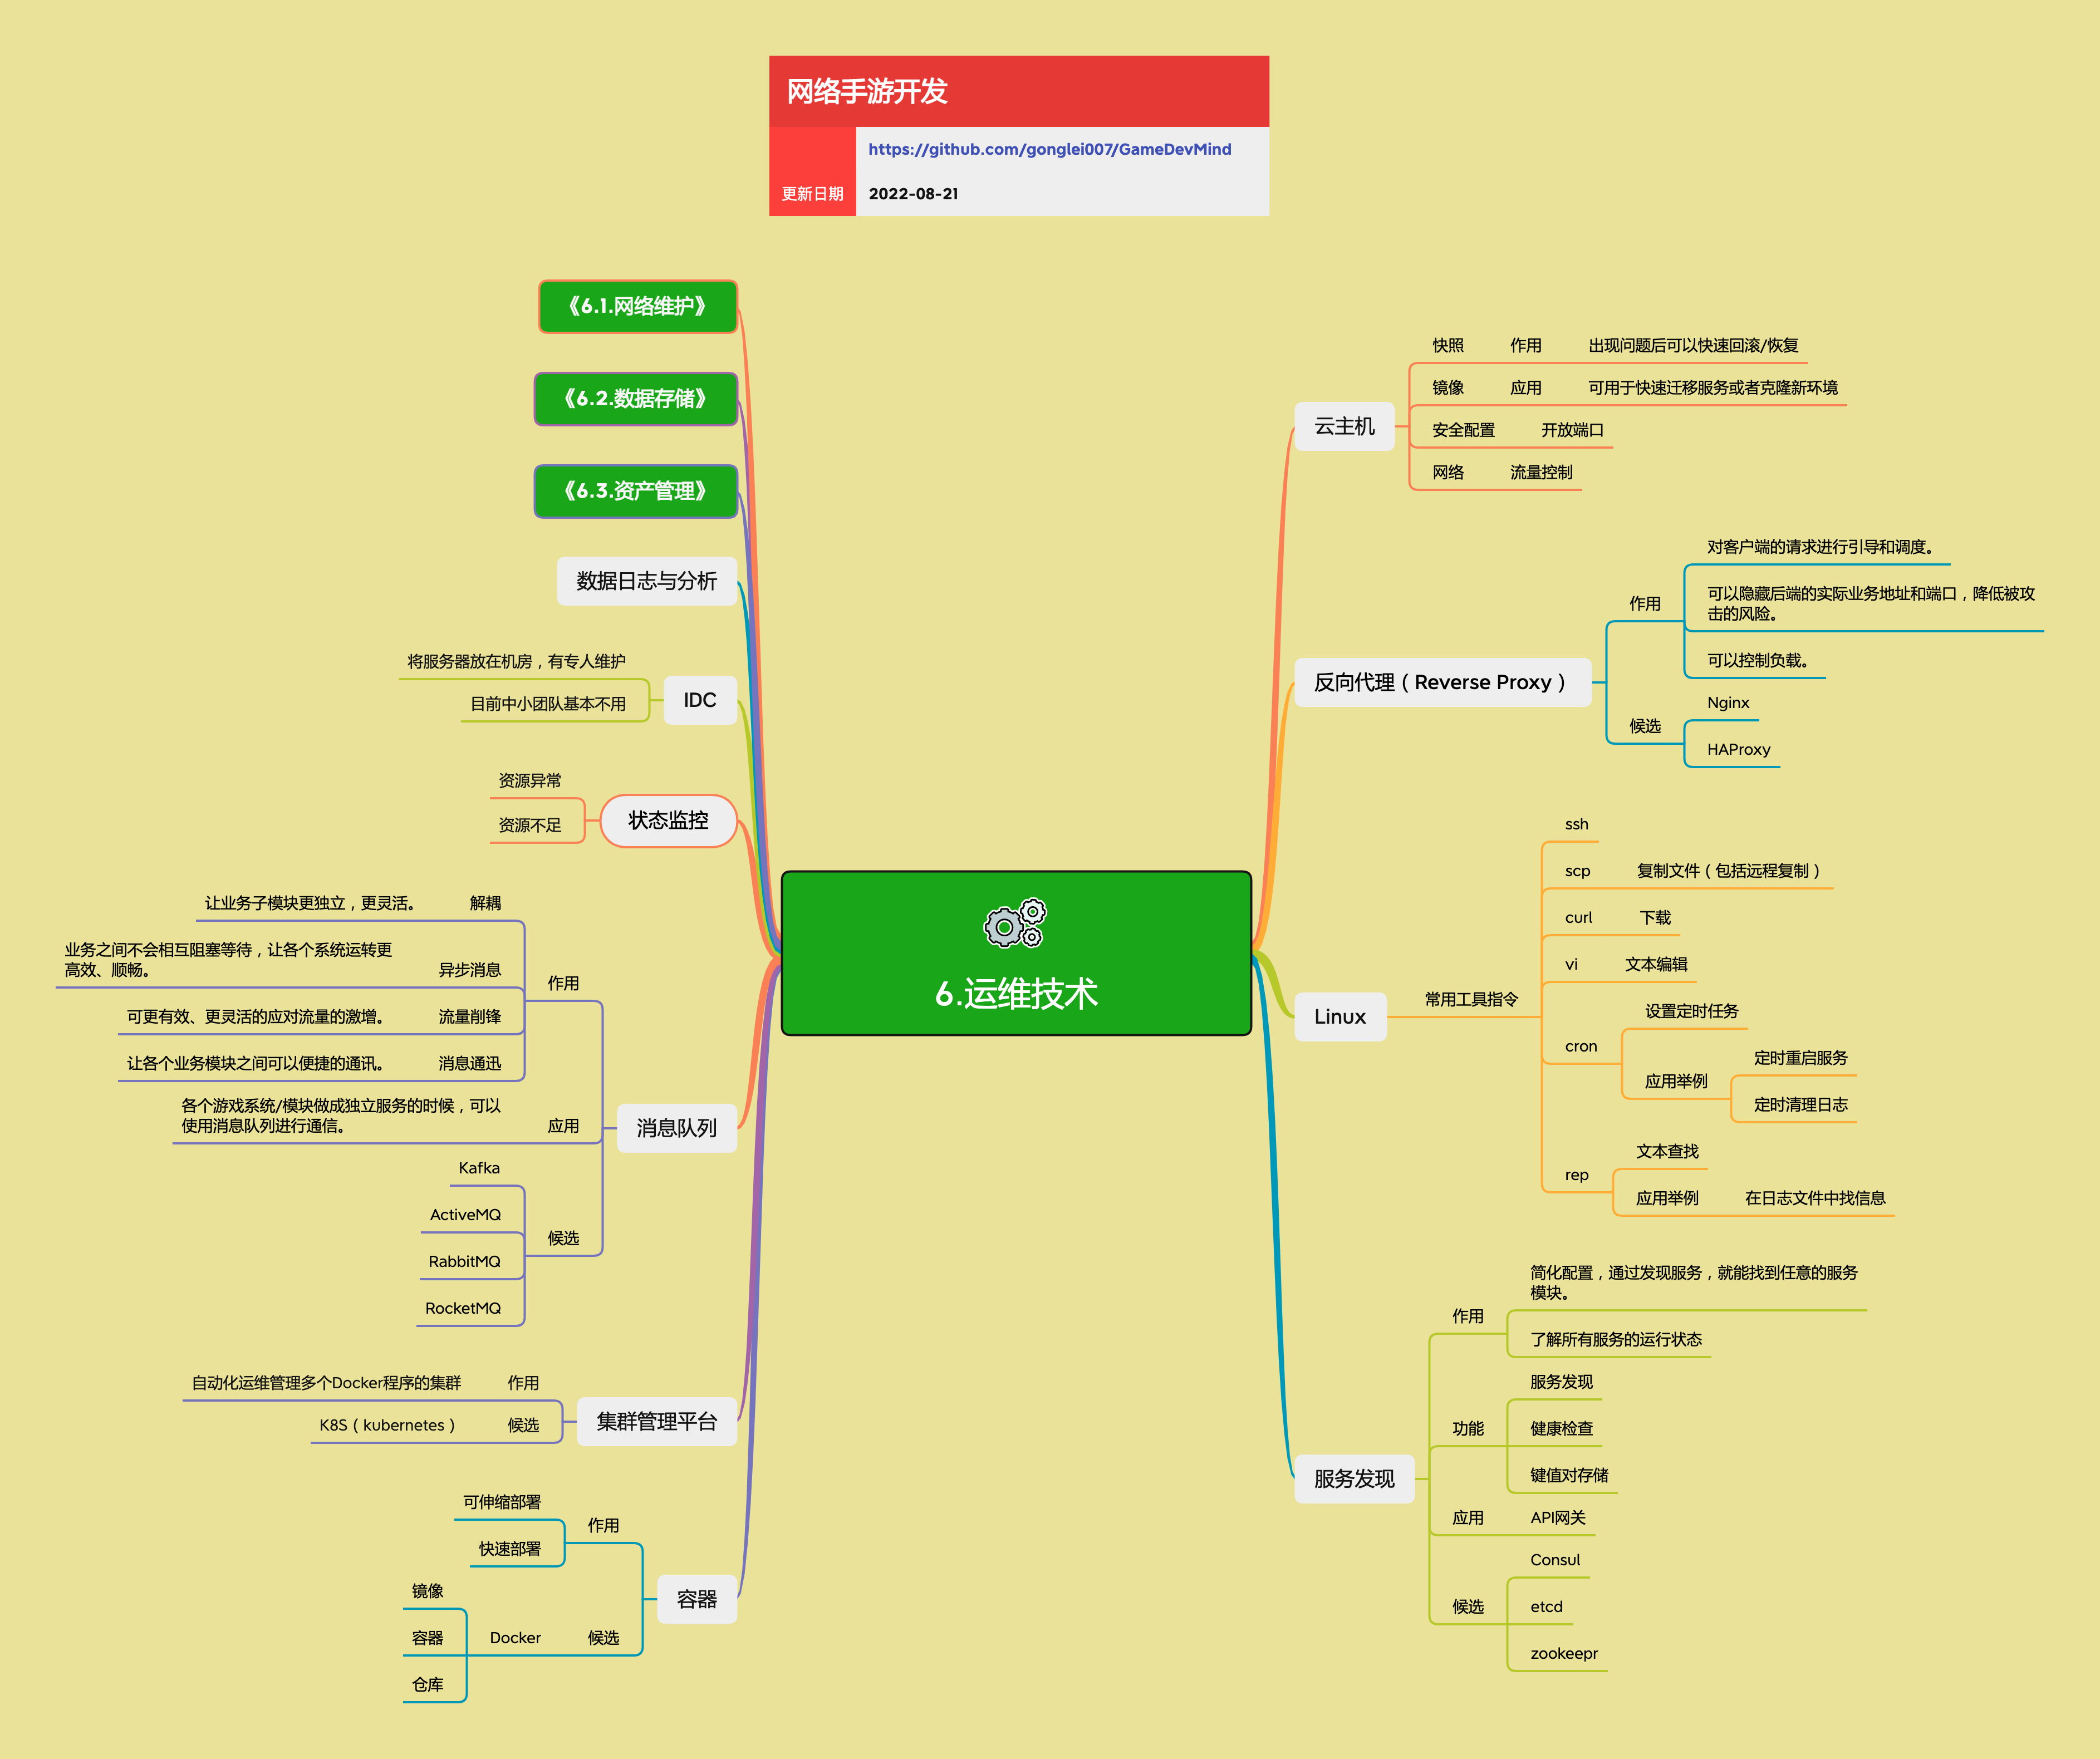 网络手游开发
https://github.com/gonglei007/GameDevMind
更新日期 2022-08-21
6.运维技术
云主机
快照 作用 出现问题后可以快速回滚/恢复
镜像 应用 可用于快速迁移服务或者克隆新环境
安全配置 开放端口
网络 流量控制
反向代理（Reverse Proxy）
作用
对客户端的请求进行引导和调度。
可以隐藏后端的实际业务地址和端口，降低被攻
击的风险。
可以控制负载。
候选
Nginx
HAProxy
Linux
常用工具指令
ssh
scp 复制文件（包括远程复制）
curl 下载
vi 文本编辑
cron
设置定时任务
应用举例
定时重启服务
定时清理日志
rep
文本查找
应用举例 在日志文件中找信息
服务发现
作用
简化配置，通过发现服务，就能找到任意的服务
模块。
了解所有服务的运行状态
功能
服务发现
健康检查
键值对存储
应用 API网关
候选
Consul
etcd
zookeepr
《6.1.网络维护》
《6.2.数据存储》
《6.3.资产管理》
数据日志与分析
IDC
将服务器放在机房，有专人维护
目前中小团队基本不用
状态监控
资源异常
资源不足
消息队列
作用
解耦 让业务子模块更独立，更灵活。
异步消息
业务之间不会相互阻塞等待，让各个系统运转更
高效、顺畅。
流量削锋 可更有效、更灵活的应对流量的激增。
消息通迅 让各个业务模块之间可以便捷的通讯。
应用
各个游戏系统/模块做成独立服务的时候，可以
使用消息队列进行通信。
候选
Kafka
ActiveMQ
RabbitMQ
RocketMQ
集群管理平台
作用 自动化运维管理多个Docker程序的集群
候选 K8S（kubernetes）
容器
作用
可伸缩部署
快速部署
候选 Docker
镜像
容器
仓库